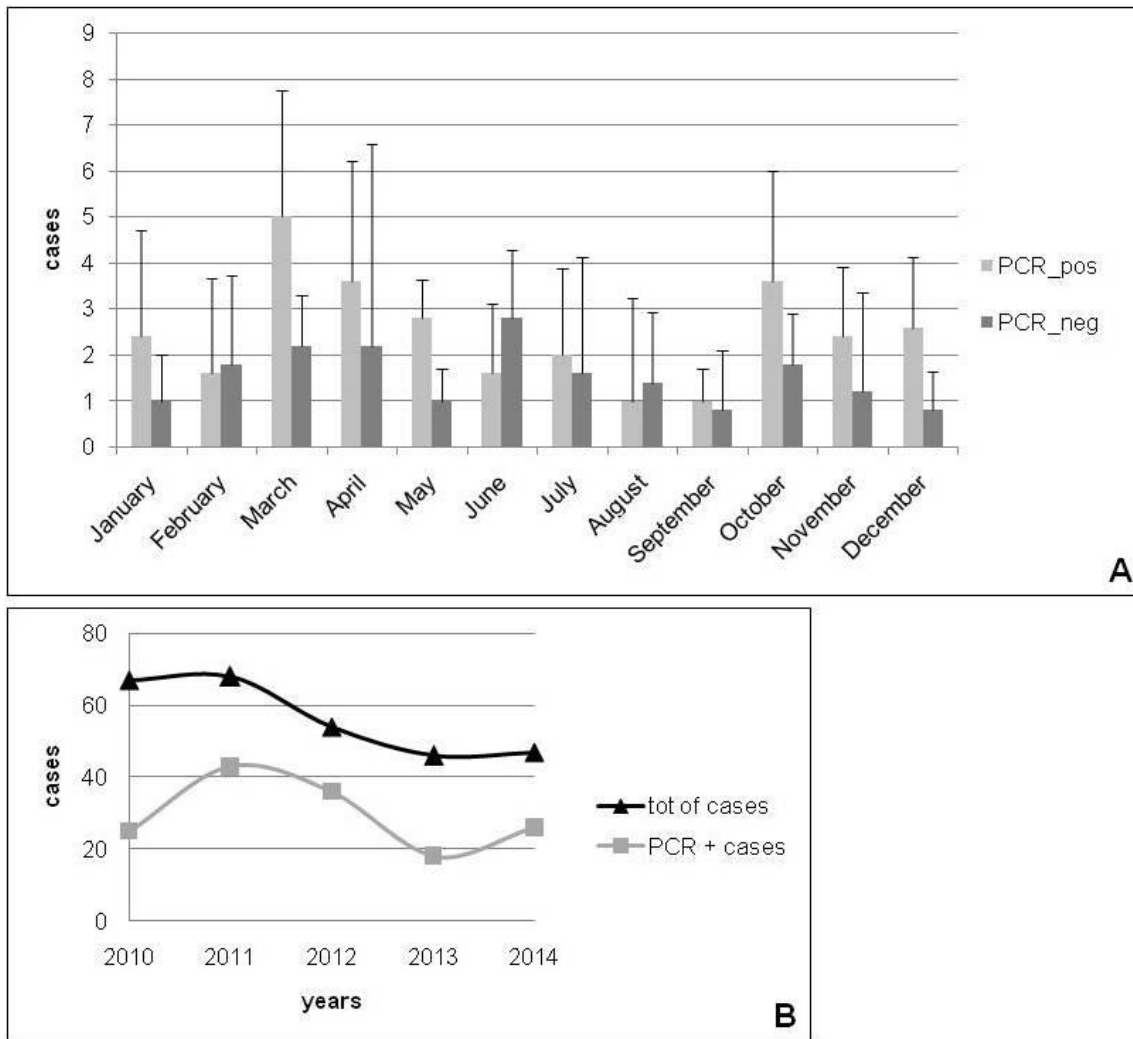 9
8
7
6
5
4
3
2
1
0
cases
January
February
March
April
May
June
July
August
September
October
November
December
PCR_pos
PCR_neg
A
80
60
40
20
0
cases
2010 2011 2012 2013 2014
years
tot of cases
PCR + cases
B